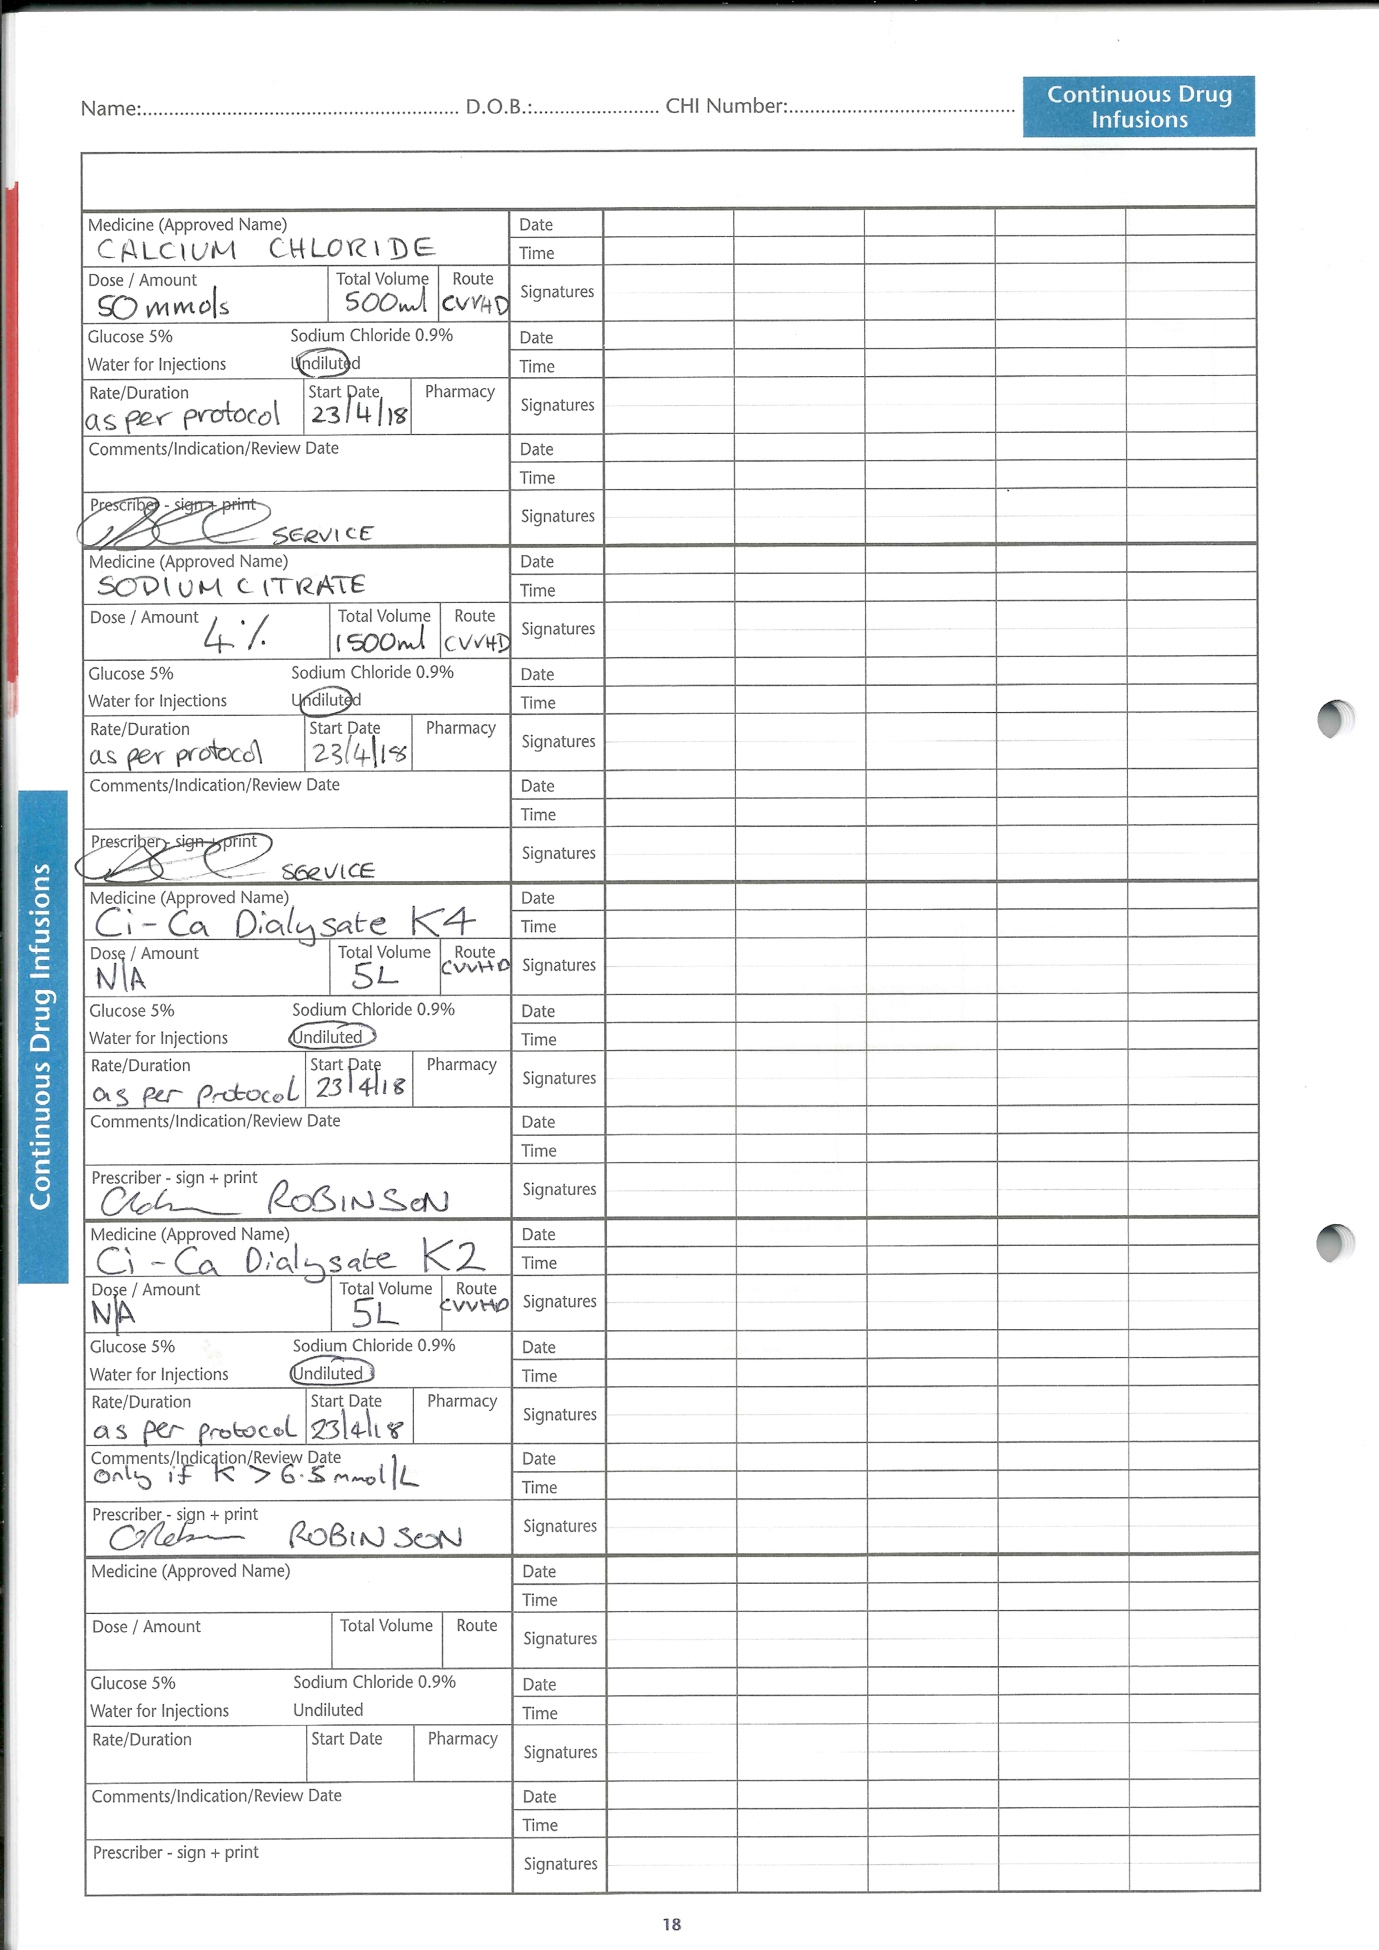 Name:.......................................................... D.O.B.:....................... CHI Number:..........................................
Continuous Drug
Infusions
Medicine (Approved Name)
CALCIUM CHLORIDE
Date
Time
Dose / Amount Total Volume Route
50 mmols 500ml CVVHD
Signatures
Glucose 5% Sodium Chloride 0.9%
Date
Water for Injections Undiluted
Time
Rate/Duration Start Date Pharmacy
as per protocol 23/4/18
Signatures
Comments/Indication/Review Date
Date
Time
Prescriber - sign + print
SERVICE
Signatures
Medicine (Approved Name)
SODIUM CITRATE
Date
Time
Dose / Amount Total Volume Route
4% 1500ml CVVHD
Signatures
Glucose 5% Sodium Chloride 0.9%
Date
Water for Injections Undiluted
Time
Rate/Duration Start Date Pharmacy
as per protocol 23/4/18
Signatures
Comments/Indication/Review Date
Date
Time
Prescriber - sign + print
SERVICE
Signatures
Medicine (Approved Name)
Ci-Ca Dialysate K4
Date
Time
Dose / Amount Total Volume Route
N/A 5L CVVHD
Signatures
Glucose 5% Sodium Chloride 0.9%
Date
Water for Injections Undiluted
Time
Rate/Duration Start Date Pharmacy
as per protocol 23/4/18
Signatures
Comments/Indication/Review Date
Date
Time
Prescriber - sign + print
ROBINSON
Signatures
Medicine (Approved Name)
Ci-Ca Dialysate K2
Date
Time
Dose / Amount Total Volume Route
N/A 5L CVVHD
Signatures
Glucose 5% Sodium Chloride 0.9%
Date
Water for Injections Undiluted
Time
Rate/Duration Start Date Pharmacy
as per protocol 23/4/18
Signatures
Comments/Indication/Review Date
only if K > 6.5 mmol/L
Date
Time
Prescriber - sign + print
ROBINSON
Signatures
Medicine (Approved Name)
Date
Time
Dose / Amount Total Volume Route
Signatures
Glucose 5% Sodium Chloride 0.9%
Date
Water for Injections Undiluted
Time
Rate/Duration Start Date Pharmacy
Signatures
Comments/Indication/Review Date
Date
Time
Prescriber - sign + print
Signatures
Continuous Drug Infusions
18